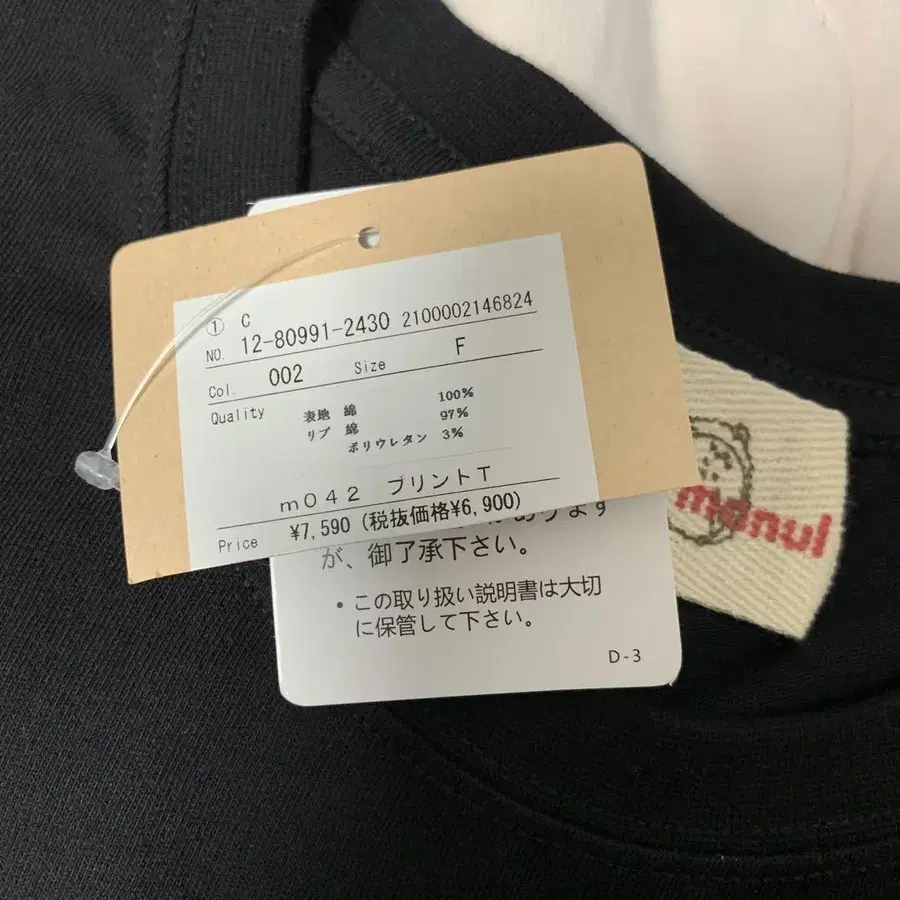 ① C
NO. 12-80991-2430 2100002146824
Col. 002 Size F
Quality 表地 綿 100%
リブ 綿 97%
ポリウレタン 3%
m042 プリントT
Price ¥7,590 (税抜価格¥6,900)
が、御了承下さい。
・この取り扱い説明書は大切
に保管して下さい。
D-3
manul